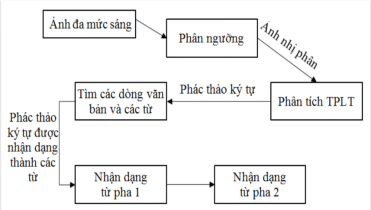 Ảnh đa mức sáng
Phân ngưỡng
Ảnh nhị phân
Phân tích TPLT
Phác thảo ký tự
Tìm các dòng văn
bản và các từ
Phác thảo
ký tự được
nhận dạng
thành các
từ
Nhận dạng
từ pha 1
Nhận dạng
từ pha 2